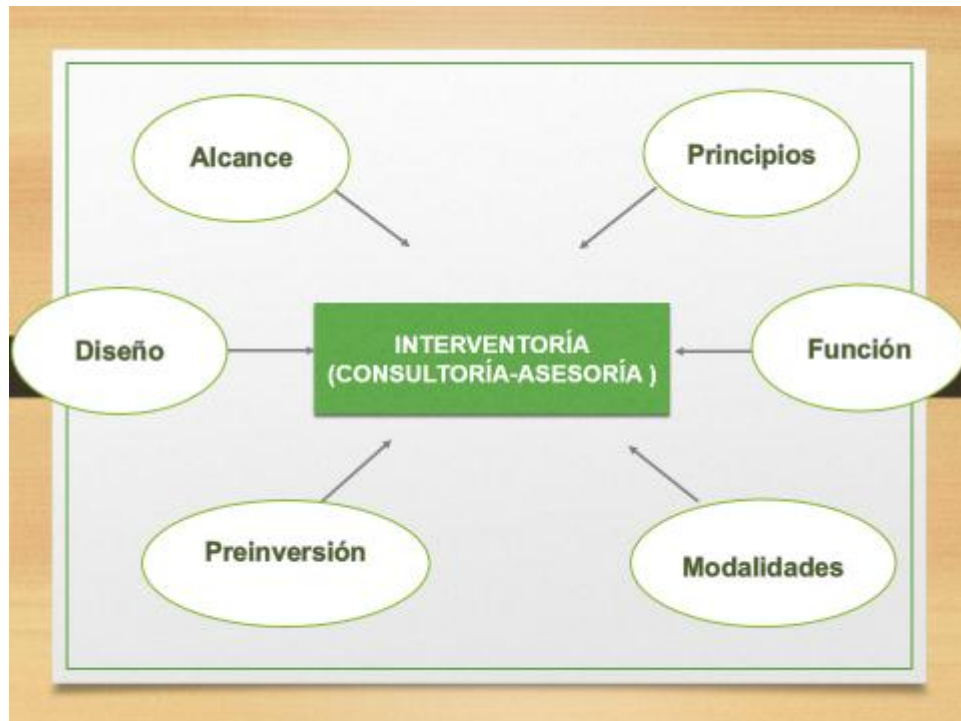 Alcance
Principios
Diseño
INTERVENTORÍA
(CONSULTORÍA-ASESORÍA )
Función
Preinversión
Modalidades